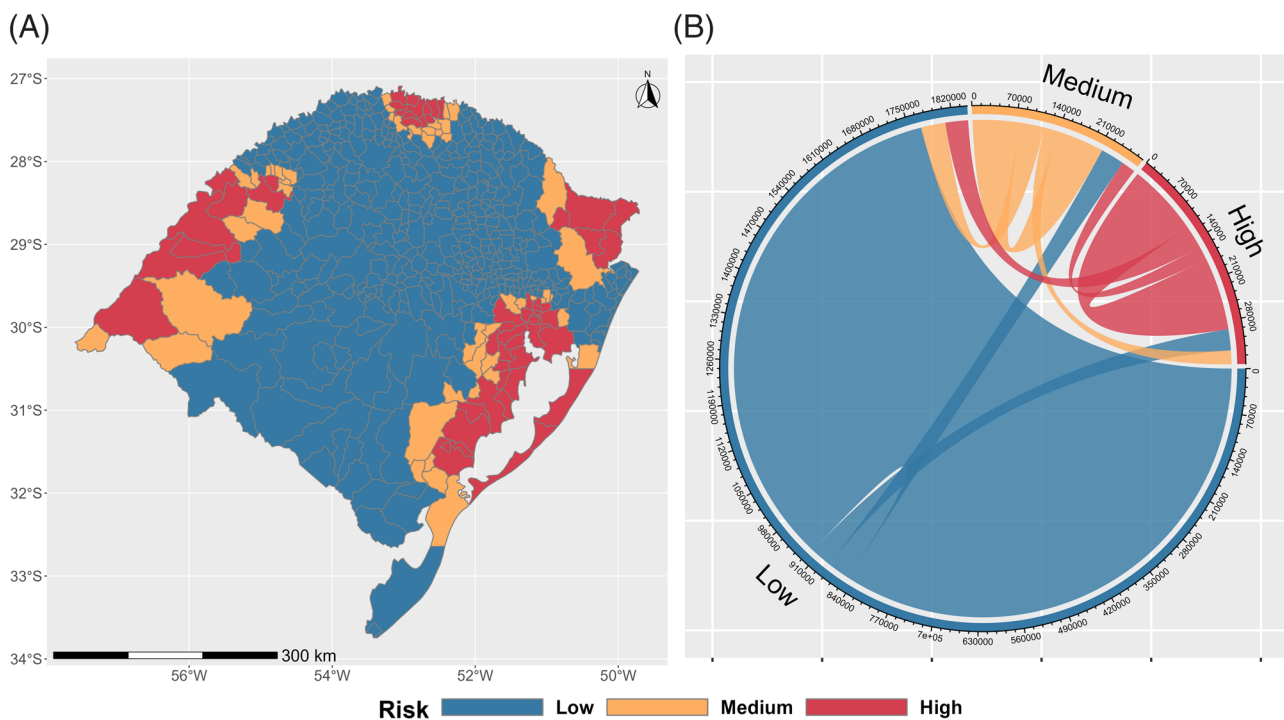 (A)
(B)
N
27°S
28°S
29°S
30°S
31°S
32°S
33°S
34°S
56°W
54°W
52°W
50°W
300 km
Medium
0
70000
140000
210000
High
0
70000
140000
210000
280000
Low
0
70000
140000
210000
280000
350000
420000
490000
560000
630000
7e+05
770000
840000
910000
980000
1050000
1120000
1190000
1260000
1330000
1400000
1470000
1540000
1610000
1680000
1750000
1820000
Risk Low Medium High